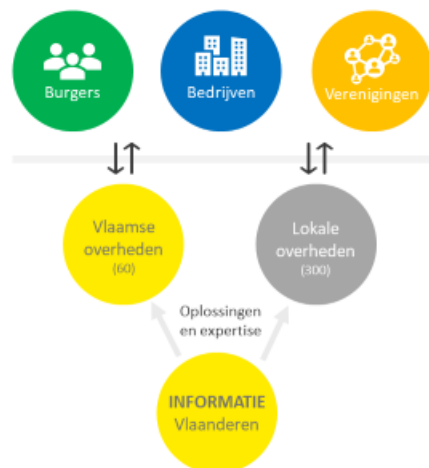 Burgers
Bedrijven
Verenigingen
Vlaamse
overheden
(60)
Lokale
overheden
(300)
Oplossingen
en expertise
INFORMATIE
Vlaanderen